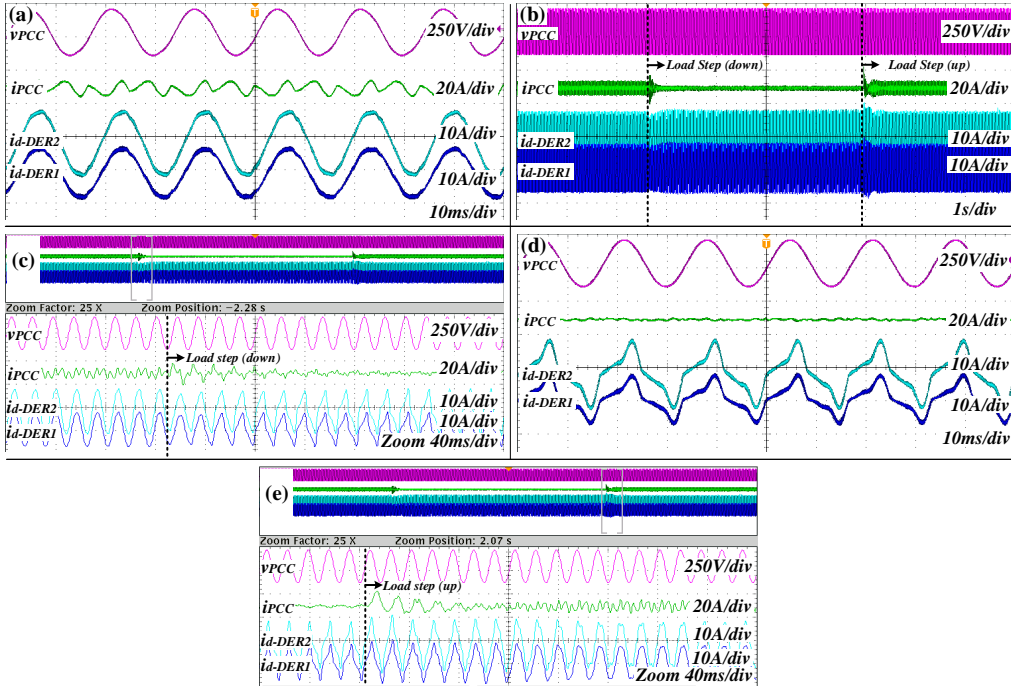 (a)
T
vPCC
250V/div
iPCC
20A/div
id-DER2
10A/div
id-DER1
10A/div
10ms/div
(b)
vPCC
250V/div
Load Step (down)
Load Step (up)
iPCC
20A/div
id-DER2
10A/div
id-DER1
10A/div
1s/div
(c)
Zoom Factor: 25 X
Zoom Position: -2.28 s
vPCC
250V/div
Load step (down)
iPCC
20A/div
id-DER2
10A/div
id-DER1
10A/div
Zoom 40ms/div
(d)
T
vPCC
250V/div
iPCC
20A/div
id-DER2
10A/div
id-DER1
10A/div
10ms/div
(e)
Zoom Factor: 25 X
Zoom Position: 2.07 s
vPCC
250V/div
Load step (up)
iPCC
20A/div
id-DER2
10A/div
id-DER1
10A/div
Zoom 40ms/div